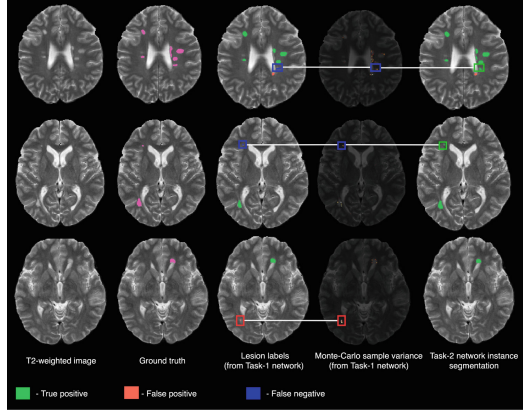 T2-weighted image
Ground truth
Lesion labels
(from Task-1 network)
Monte-Carlo sample variance
(from Task-1 network)
Task-2 network instance
segmentation
- True positive
- False positive
- False negative